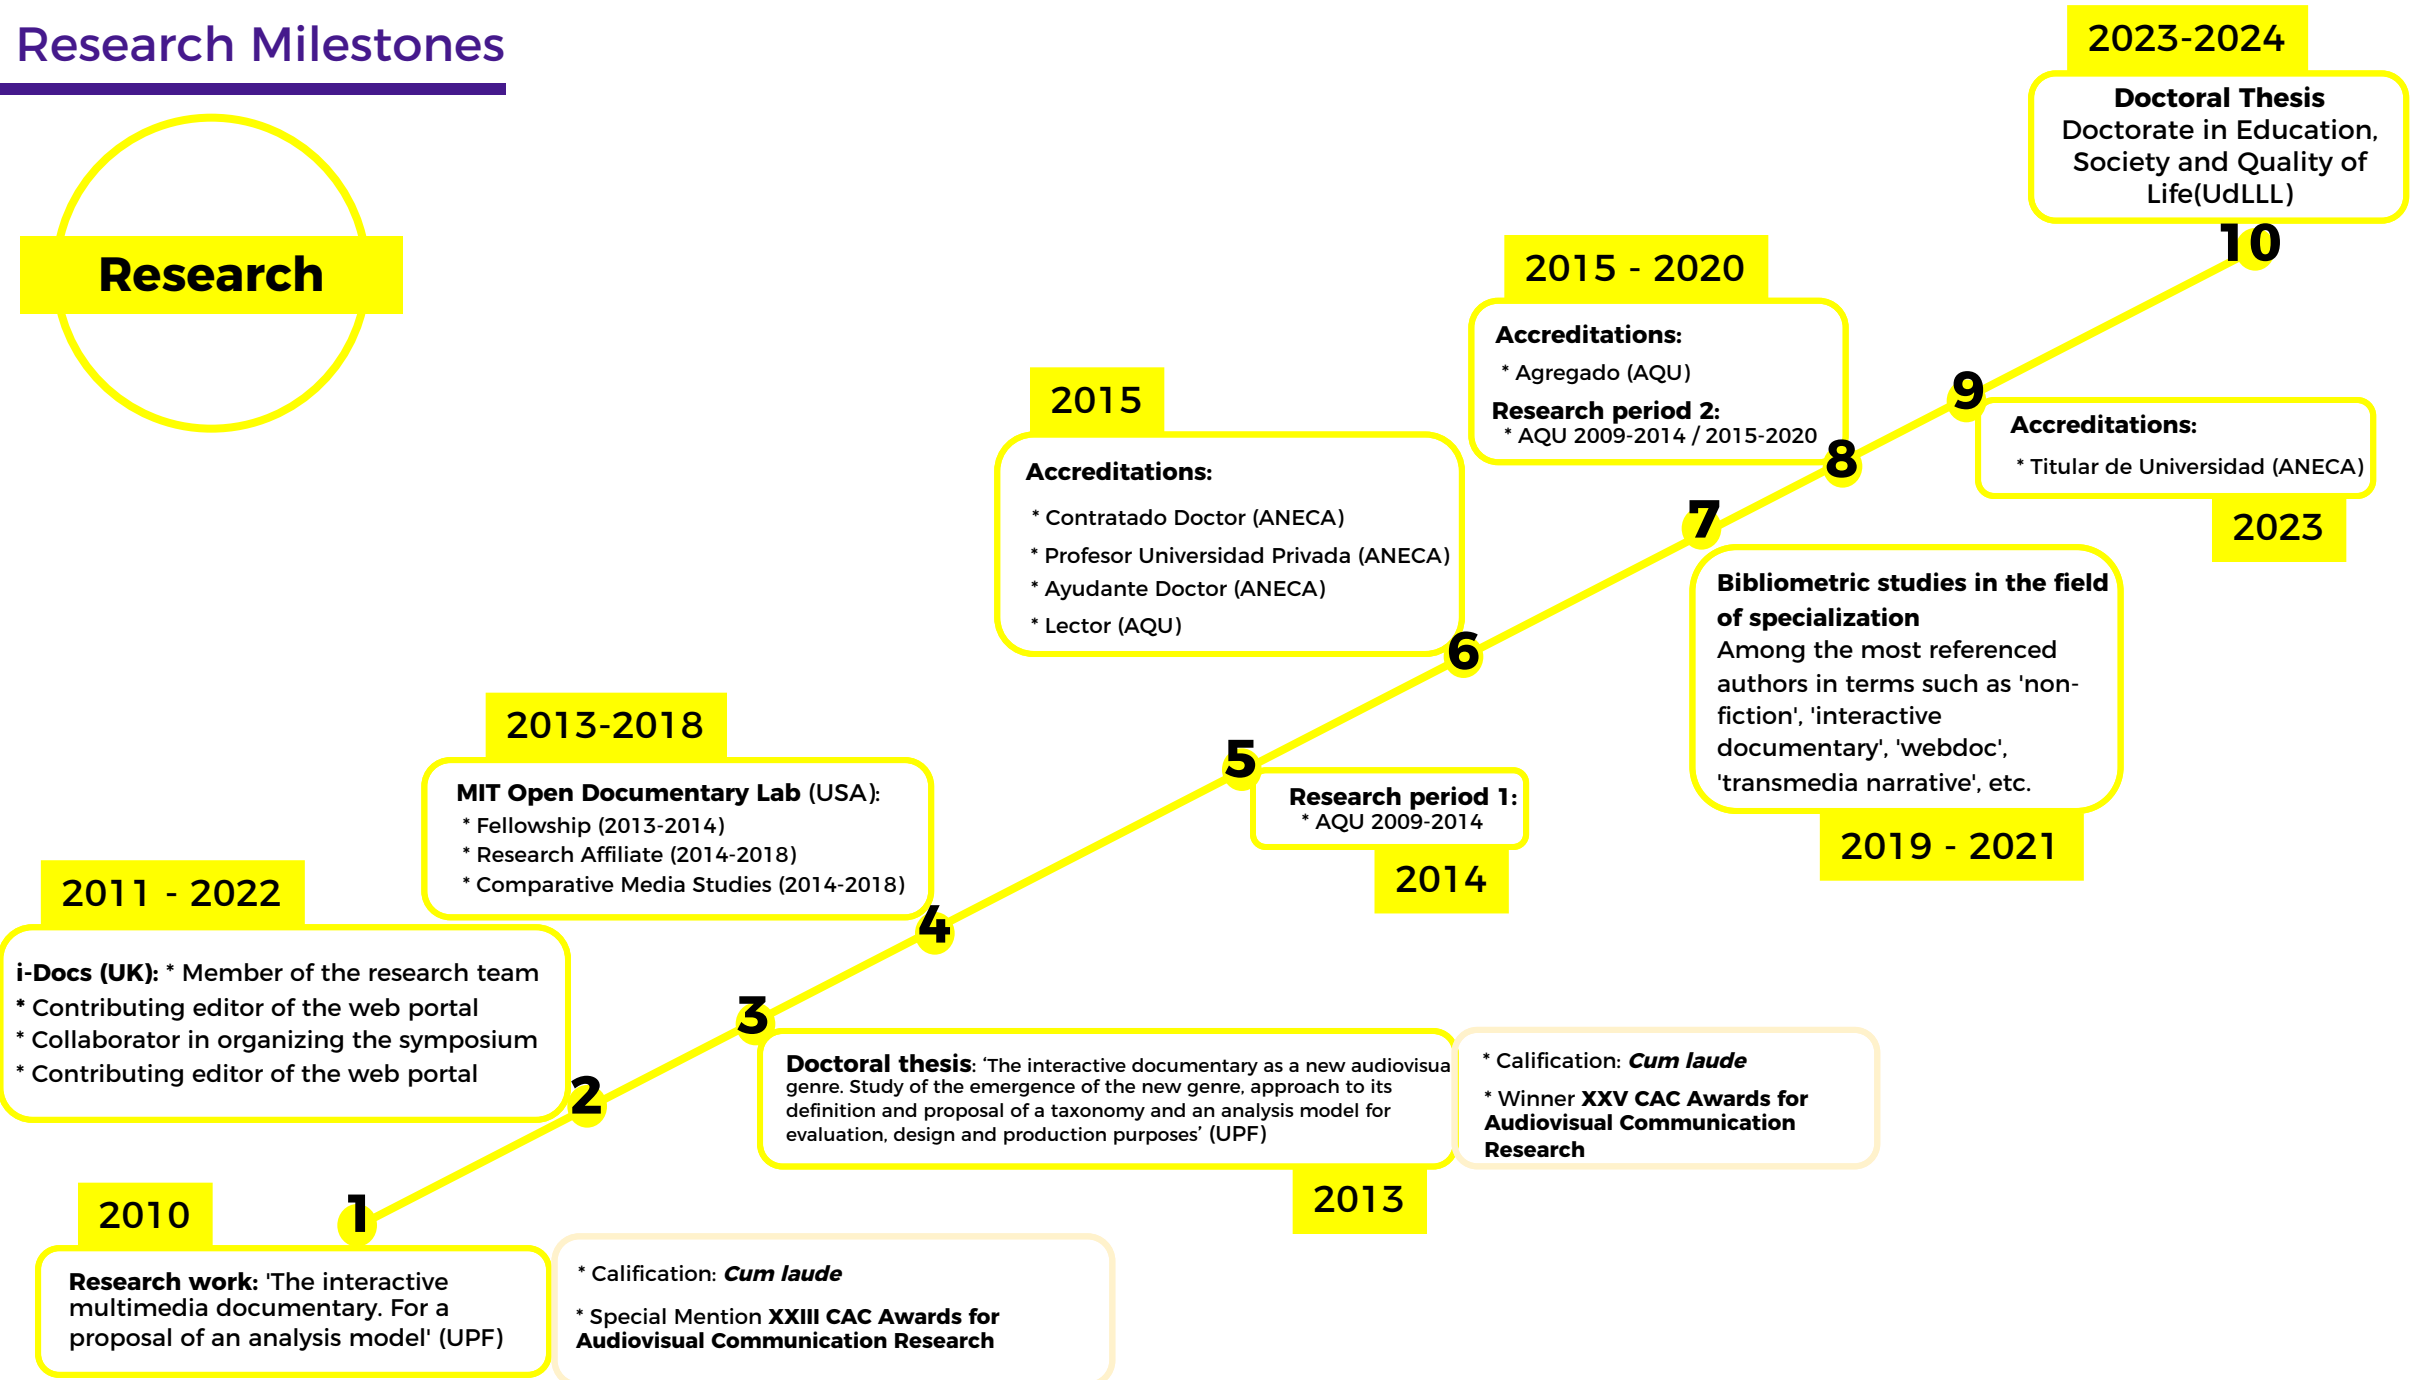 Research Milestones
Research
2010
1
Research work: 'The interactive
multimedia documentary. For a
proposal of an analysis model' (UPF)
* Calification: Cum laude
* Special Mention XXIII CAC Awards for
Audiovisual Communication Research
2011 - 2022
i-Docs (UK): * Member of the research team
* Contributing editor of the web portal
* Collaborator in organizing the symposium
* Contributing editor of the web portal
2
3
Doctoral thesis: ‘The interactive documentary as a new audiovisua
genre. Study of the emergence of the new genre, approach to its
definition and proposal of a taxonomy and an analysis model for
evaluation, design and production purposes’ (UPF)
2013
* Calification: Cum laude
* Winner XXV CAC Awards for
Audiovisual Communication
Research
2013-2018
MIT Open Documentary Lab (USA):
* Fellowship (2013-2014)
* Research Affiliate (2014-2018)
* Comparative Media Studies (2014-2018)
4
5
Research period 1:
* AQU 2009-2014
2014
2015
Accreditations:
* Contratado Doctor (ANECA)
* Profesor Universidad Privada (ANECA)
* Ayudante Doctor (ANECA)
* Lector (AQU)
6
7
Bibliometric studies in the field
of specialization
Among the most referenced
authors in terms such as 'non-
fiction', 'interactive
documentary', 'webdoc',
'transmedia narrative', etc.
2019 - 2021
2015 - 2020
Accreditations:
* Agregado (AQU)
Research period 2:
* AQU 2009-2014 / 2015-2020
8
9
Accreditations:
* Titular de Universidad (ANECA)
2023
2023-2024
Doctoral Thesis
Doctorate in Education,
Society and Quality of
Life(UdLLL)
10